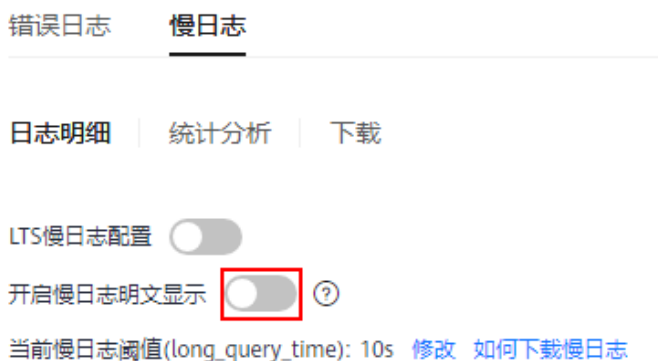 错误日志 慢日志
日志明细 统计分析 下载
LTS慢日志配置
开启慢日志明文显示 ?
当前慢日志阈值(long_query_time): 10s 修改 如何下载慢日志